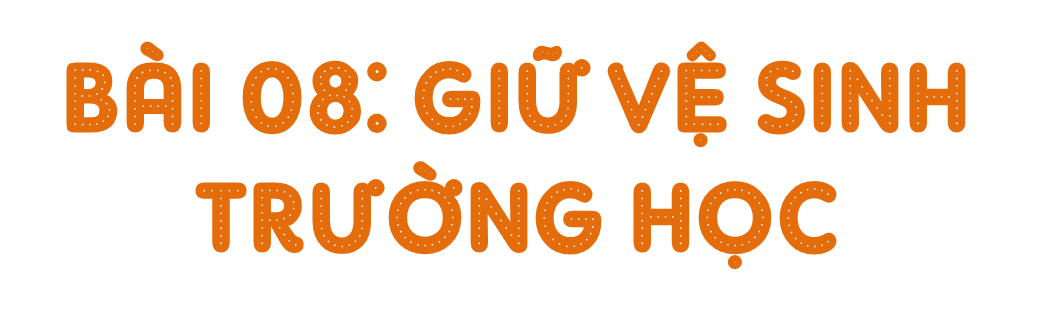 BÀI 08: GIỮ VỆ SINH
TRƯỜNG HỌC